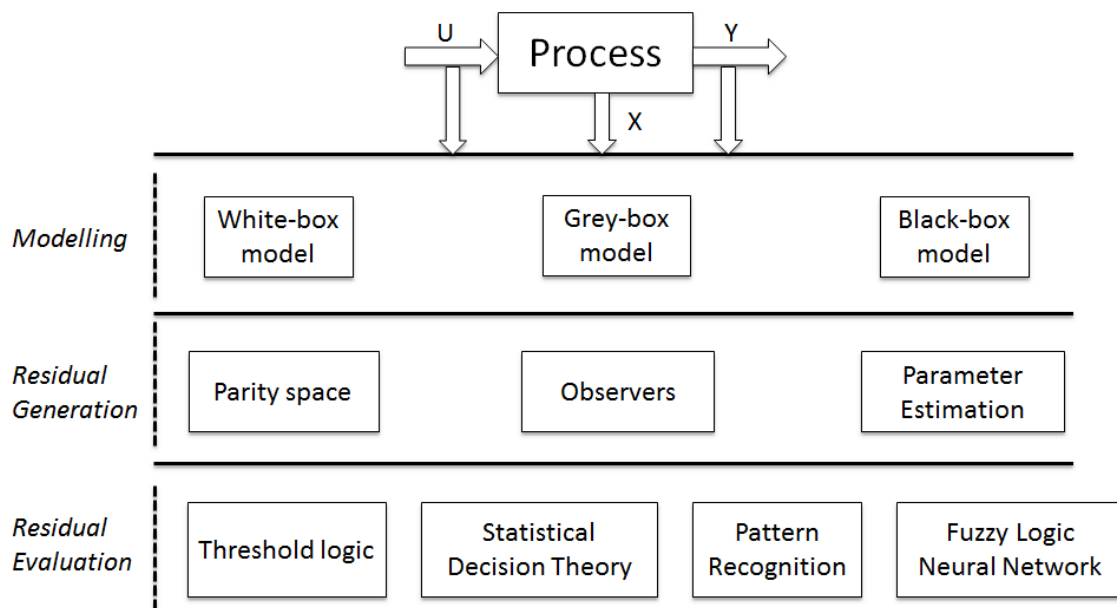 U
Process
Y
X
Modelling
White-box
model
Grey-box
model
Black-box
model
Residual
Generation
Parity space
Observers
Parameter
Estimation
Residual
Evaluation
Threshold logic
Statistical
Decision Theory
Pattern
Recognition
Fuzzy Logic
Neural Network